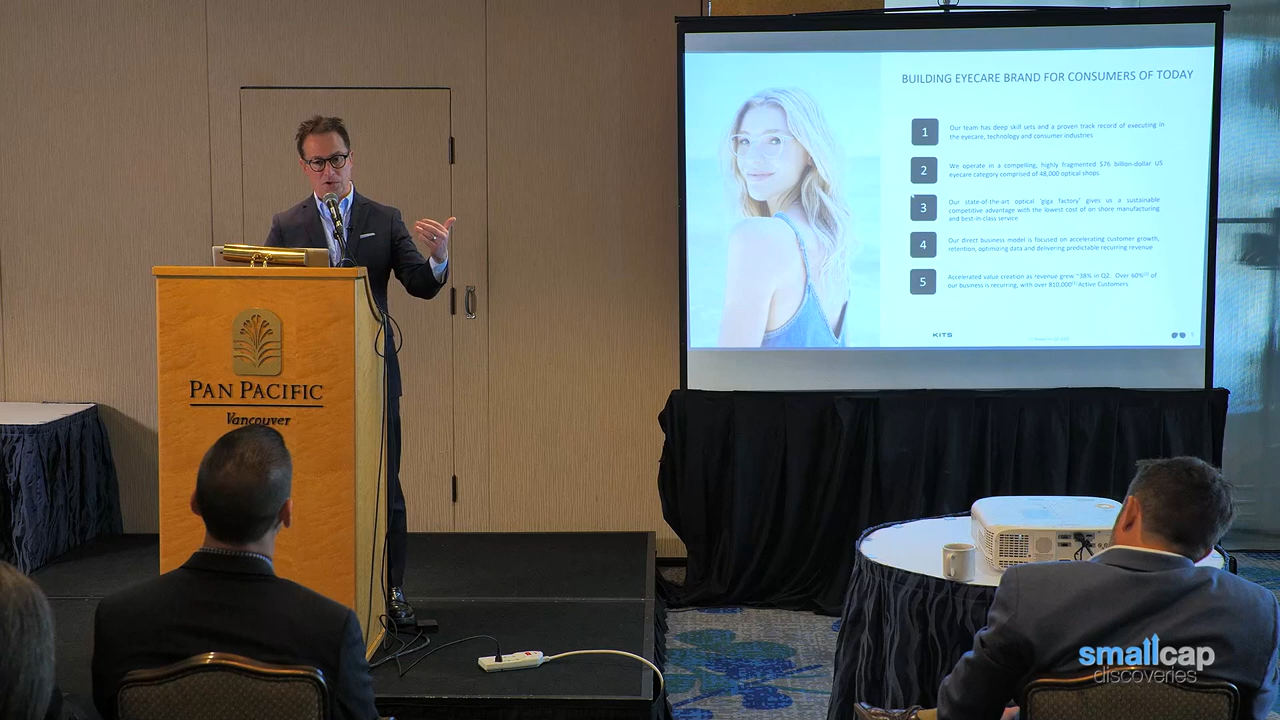 BUILDING EYECARE BRAND FOR CONSUMERS OF TODAY
1
Our team has deep skill sets and a proven track record of executing in
the eyecare, technology and consumer industries
2
We operate in a compelling, highly fragmented $76 billion-dollar US
eyecare category comprised of 48,000 optical shops
3
Our state-of-the-art optical 'giga factory' gives us a sustainable
competitive advantage with the lowest cost of on shore manufacturing
and best-in-class service
4
Our direct business model is focused on accelerating customer growth,
retention, optimizing data and delivering predictable recurring revenue
5
Accelerated value creation as revenue grew ~38% in Q2. Over 60% of
our business is recurring, with over 810,000 Active Customers
KITS
PAN PACIFIC
Vancouver
smallcap
discoveries